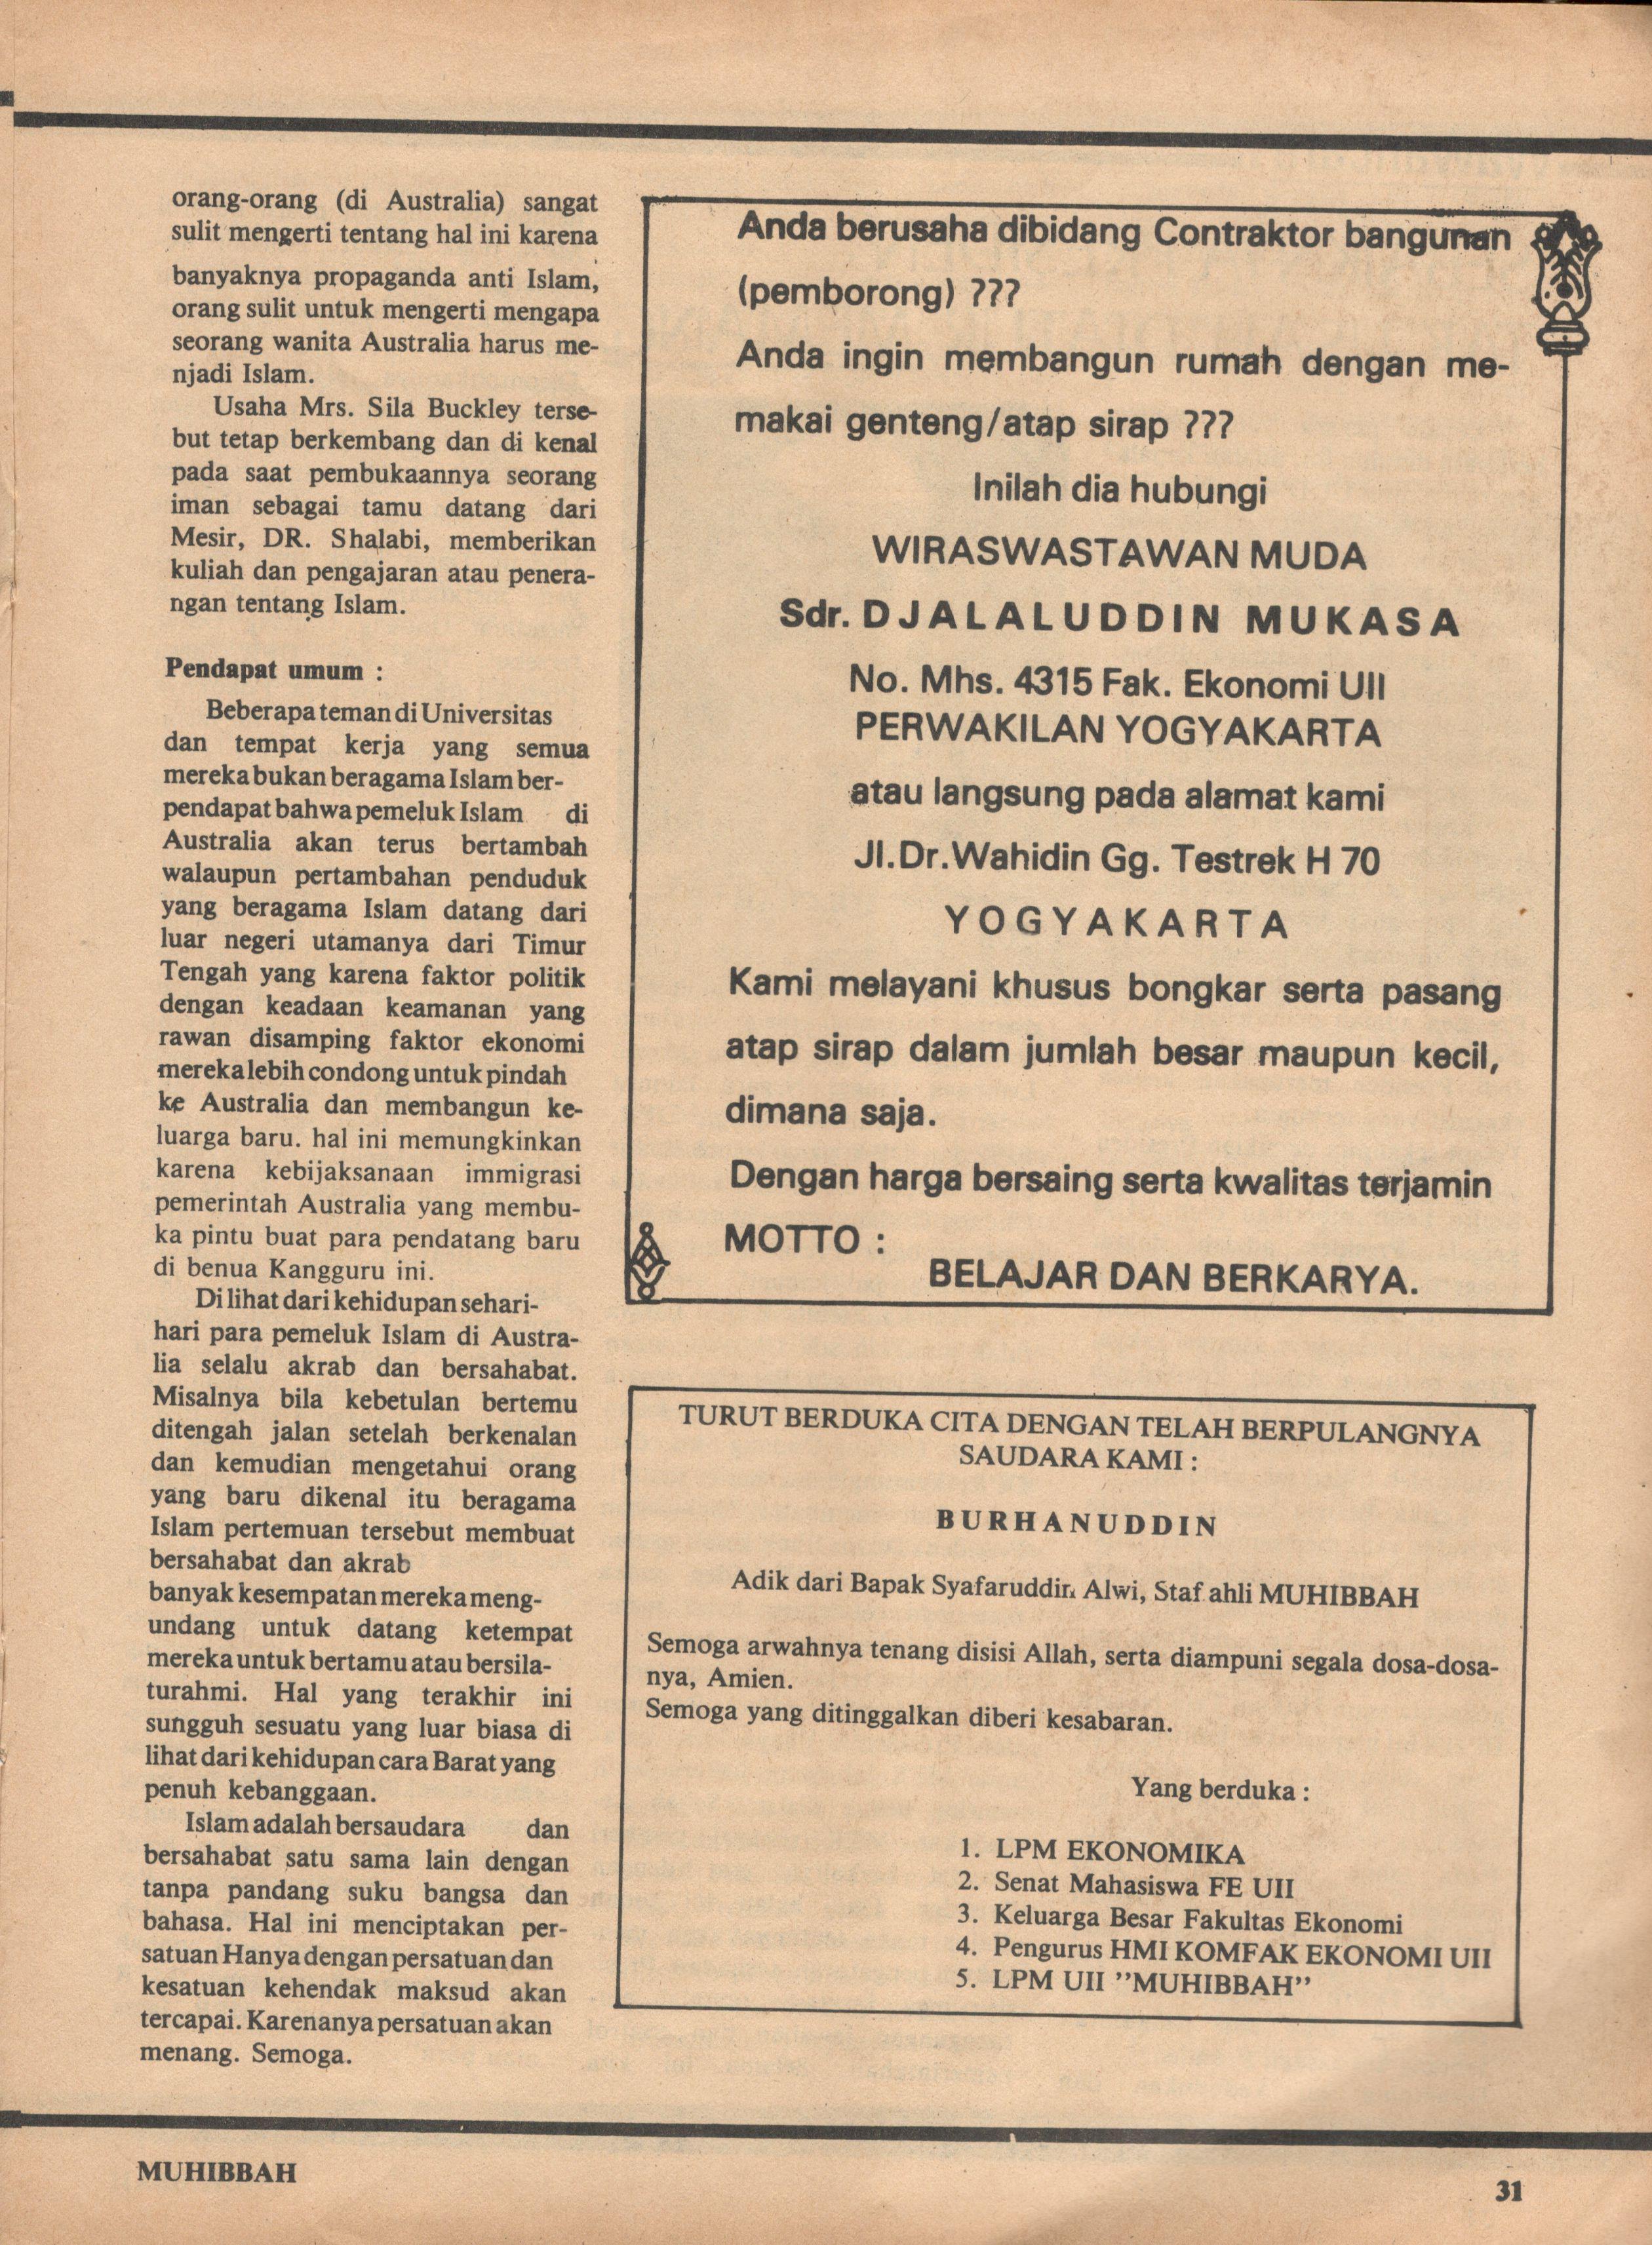 orang-orang (di Australia) sangat
sulit mengerti tentang hal ini karena
banyaknya propaganda anti Islam,
orang sulit untuk mengerti mengapa
seorang wanita Australia harus me-
njadi Islam.
Usaha Mrs. Sila Buckley terse-
but tetap berkembang dan di kenal
pada saat pembukaannya seorang
iman sebagai tamu datang dari
Mesir, DR. Shalabi, memberikan
kuliah dan pengajaran atau penera-
ngan tentang Islam.
Pendapat umum :
Beberapa teman di Universitas
dan tempat kerja yang semua
mereka bukan beragama Islam ber-
pendapat bahwa pemeluk Islam di
Australia akan terus bertambah
walaupun pertambahan penduduk
yang beragama Islam datang dari
luar negeri utamanya dari Timur
Tengah yang karena faktor politik
dengan keadaan keamanan yang
rawan disamping faktor ekonomi
mereka lebih condong untuk pindah
ke Australia dan membangun ke-
luarga baru. hal ini memungkinkan
karena kebijaksanaan immigrasi
pemerintah Australia yang membu-
ka pintu buat para pendatang baru
di benua Kangguru ini.
Di lihat dari kehidupan sehari-
hari para pemeluk Islam di Austra-
lia selalu akrab dan bersahabat.
Misalnya bila kebetulan bertemu
ditengah jalan setelah berkenalan
dan kemudian mengetahui orang
yang baru dikenal itu beragama
Islam pertemuan tersebut membuat
bersahabat dan akrab
banyak kesempatan mereka meng-
undang untuk datang ketempat
mereka untuk bertamu atau bersila-
turahmi. Hal yang terakhir ini
sungguh sesuatu yang luar biasa di
lihat dari kehidupan cara Barat yang
penuh kebanggaan.
Islam adalah bersaudara dan
bersahabat satu sama lain dengan
tanpa pandang suku bangsa dan
bahasa. Hal ini menciptakan per-
satuan Hanya dengan persatuan dan
kesatuan kehendak maksud akan
tercapai. Karenanya persatuan akan
menang. Semoga.
Anda berusaha dibidang Contraktor bangunan
(pemborong) ???
Anda ingin membangun rumah dengan me-
makai genteng/atap sirap ???
Inilah dia hubungi
WIRASWASTAWAN MUDA
Sdr. DJALALUDDIN MUKASA
No. Mhs. 4315 Fak. Ekonomi UII
PERWAKILAN YOGYAKARTA
atau langsung pada alamat kami
Jl.Dr.Wahidin Gg. Testrek H 70
YOGYAKARTA
Kami melayani khusus bongkar serta pasang
atap sirap dalam jumlah besar maupun kecil,
dimana saja.
Dengan harga bersaing serta kwalitas terjamin
MOTTO :
BELAJAR DAN BERKARYA.
TURUT BERDUKA CITA DENGAN TELAH BERPULANGNYA
SAUDARA KAMI :
BURHANUDDIN
Adik dari Bapak Syafaruddin Alwi, Staf ahli MUHIBBAH
Semoga arwahnya tenang disisi Allah, serta diampuni segala dosa-dosa-
nya, Amien.
Semoga yang ditinggalkan diberi kesabaran.
Yang berduka :
1. LPM EKONOMIKA
2. Senat Mahasiswa FE UII
3. Keluarga Besar Fakultas Ekonomi
4. Pengurus HMI KOMFAK EKONOMI UII
5. LPM UII ''MUHIBBAH''
MUHIBBAH
31